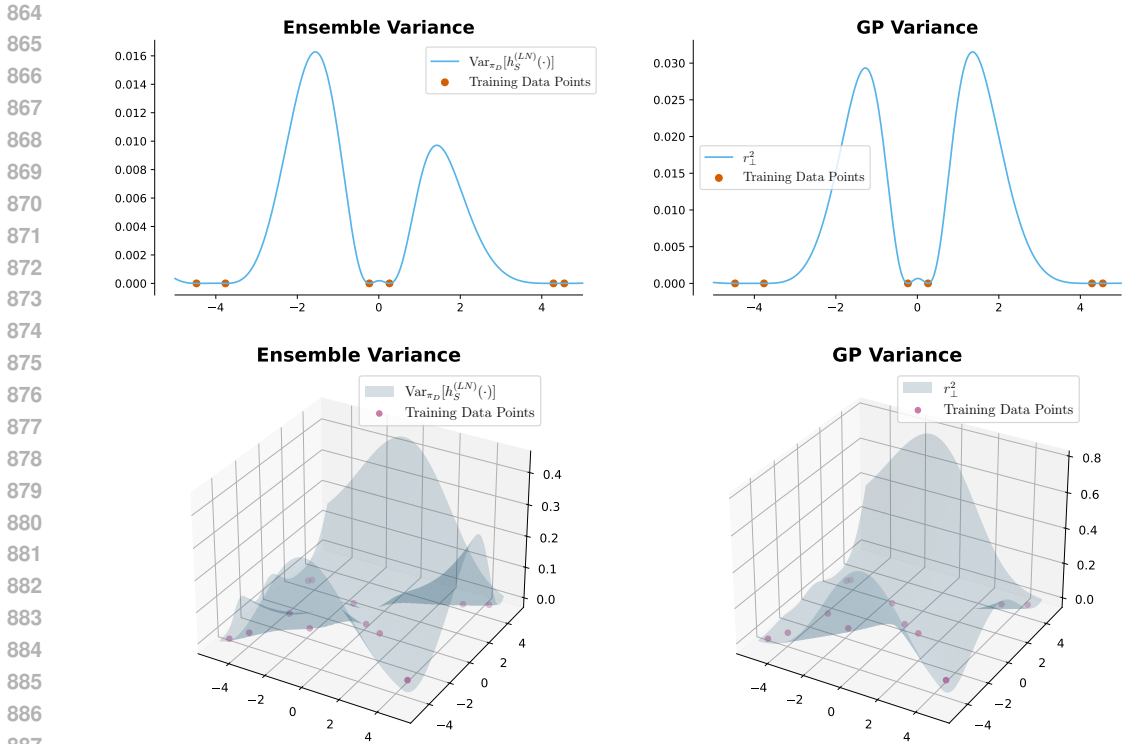 864
865
866
867
868
869
870
871
872
873
874
875
876
877
878
879
880
881
882
883
884
885
886
Ensemble Variance
0.016
0.014
0.012
0.010
0.008
0.006
0.004
0.002
0.000
−4 −2 0 2 4
Var_{π_D}[h_S^{(LN)}(·)]
Training Data Points
GP Variance
0.030
0.025
0.020
0.015
0.010
0.005
0.000
−4 −2 0 2 4
r_⊥^2
Training Data Points
Ensemble Variance
Var_{π_D}[h_S^{(LN)}(·)]
Training Data Points
0.4
0.3
0.2
0.1
0.0
−4 −2 0 2 4
−4 −2 0 2 4
GP Variance
r_⊥^2
Training Data Points
0.8
0.6
0.4
0.2
0.0
−4 −2 0 2 4
−4 −2 0 2 4